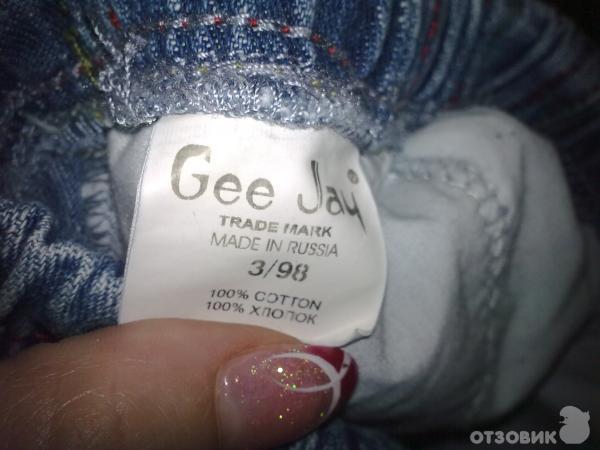 Gee Jay
TRADE MARK
MADE IN RUSSIA
3/98
100% COTTON
100% ХЛОПОК
ОТЗОВИК